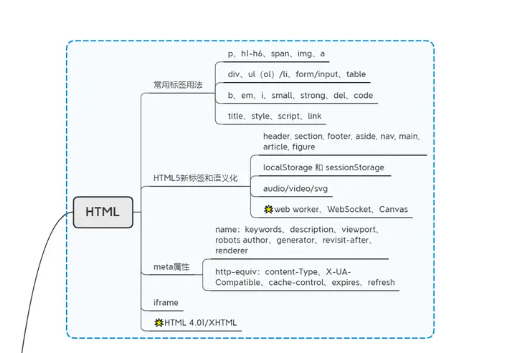 p、h1-h6、span、img、a
div、ul（ol）/li、form/input、table
常用标签用法
b、em、i、small、strong、del、code
title、style、script、link
header, section, footer, aside, nav, main,
article, figure
localStorage 和 sessionStorage
HTML5新标签和语义化
audio/video/svg
web worker、WebSocket、Canvas
HTML
name：keywords、description、viewport、
robots author、generator、revisit-after、
renderer
meta属性
http-equiv：content-Type、X-UA-
Compatible、cache-control、expires、refresh
iframe
HTML 4.01/XHTML